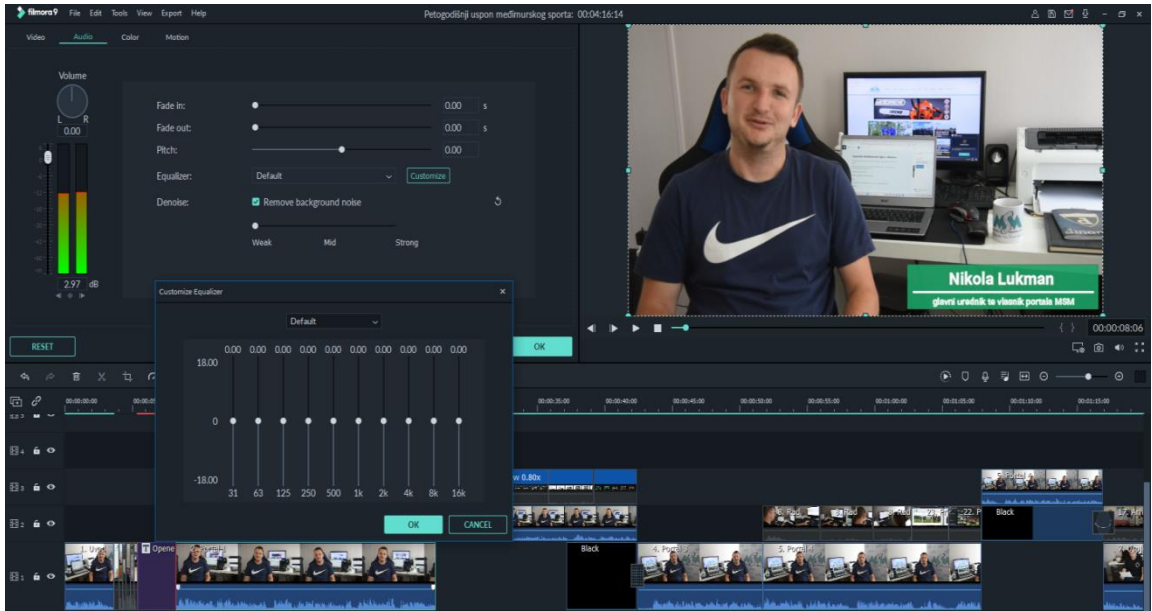 filmora9 File Edit Tools View Export Help Petogodišnji uspon međimurskog sporta: 00:04:16:14
Video Audio Color Motion
Volume
L R
0.00
2.97 dB
Fade in: 0.00 s
Fade out: 0.00 s
Pitch: 0.00
Equalizer: Default Customize
Denoise: Remove background noise
Weak Mid Strong
RESET
OK
Nikola Lukman
glavni urednik te vlasnik portala MSM
00:00:08:06
Customize Equalizer
Default
0.00 0.00 0.00 0.00 0.00 0.00 0.00 0.00 0.00 0.00
18.00
0
-18.00
31 63 125 250 500 1k 2k 4k 8k 16k
OK CANCEL
00:00:00:00
00:00:35:00 00:00:40:00 00:00:45:00 00:00:50:00 00:00:55:00 00:01:00:00 00:01:05:00 00:01:10:00 00:01:15:00
4
3
w 0.80x
2
Black
1
Opene
Black